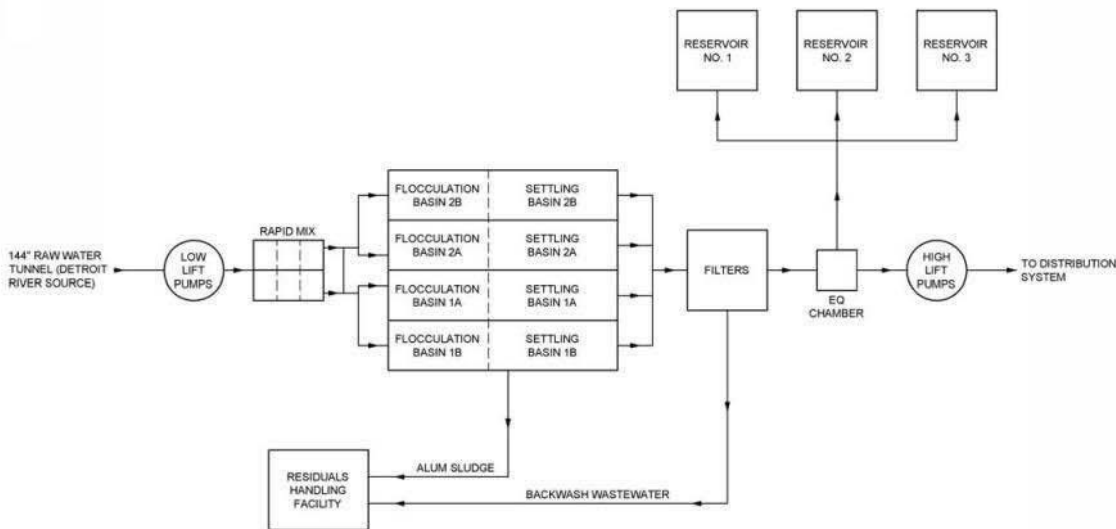 RESERVOIR
NO. 1
RESERVOIR
NO. 2
RESERVOIR
NO. 3
144" RAW WATER
TUNNEL (DETROIT
RIVER SOURCE)
LOW
LIFT
PUMPS
RAPID MIX
FLOCCULATION
BASIN 2B
SETTLING
BASIN 2B
FLOCCULATION
BASIN 2A
SETTLING
BASIN 2A
FLOCCULATION
BASIN 1A
SETTLING
BASIN 1A
FLOCCULATION
BASIN 1B
SETTLING
BASIN 1B
FILTERS
EQ
CHAMBER
HIGH
LIFT
PUMPS
TO DISTRIBUTION
SYSTEM
RESIDUALS
HANDLING
FACILITY
ALUM SLUDGE
BACKWASH WASTEWATER